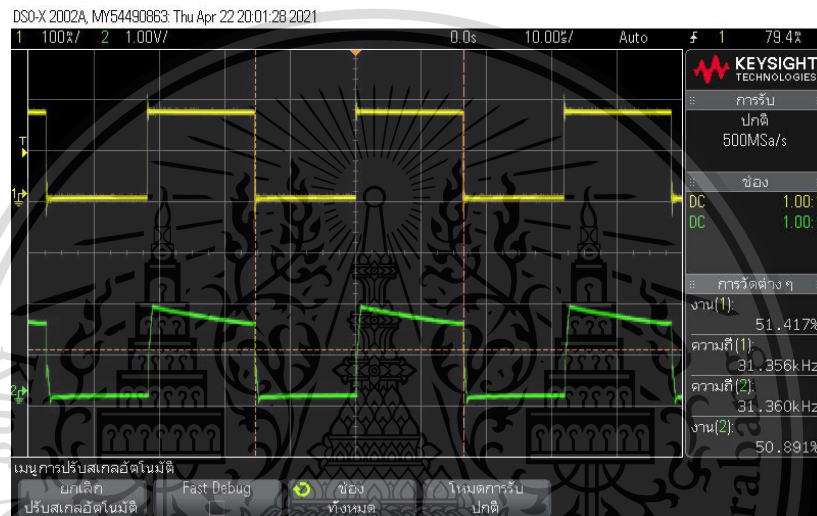 DSO-X 2002A, MY54490863: Thu Apr 22 20:01:28 2021
1 100%/ 2 1.00V/ 0.0s 10.00%/ Auto 1 79.4%
KEYSIGHT
TECHNOLOGIES
การรับ
ปกติ
500MSa/s
ช่อง
DC 1.00:
DC 1.00:
การวัดต่าง ๆ
งาน(1):
51.417%
ความถี่(1):
31.356kHz
ความถี่(2):
31.360kHz
งาน(2):
50.891%
T
1
2
เมนูการปรับสเกลอัตโนมัติ
ยกเลิก
ปรับสเกลอัตโนมัติ
Fast Debug
ช่อง
ทั้งหมด
โหมดการรับ
ปกติ